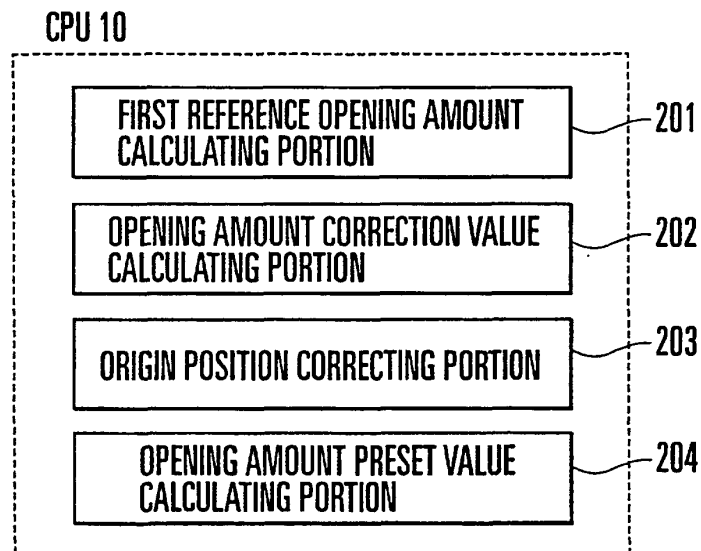 CPU 10
FIRST REFERENCE OPENING AMOUNT
CALCULATING PORTION
201
OPENING AMOUNT CORRECTION VALUE
CALCULATING PORTION
202
ORIGIN POSITION CORRECTING PORTION
203
OPENING AMOUNT PRESET VALUE
CALCULATING PORTION
204